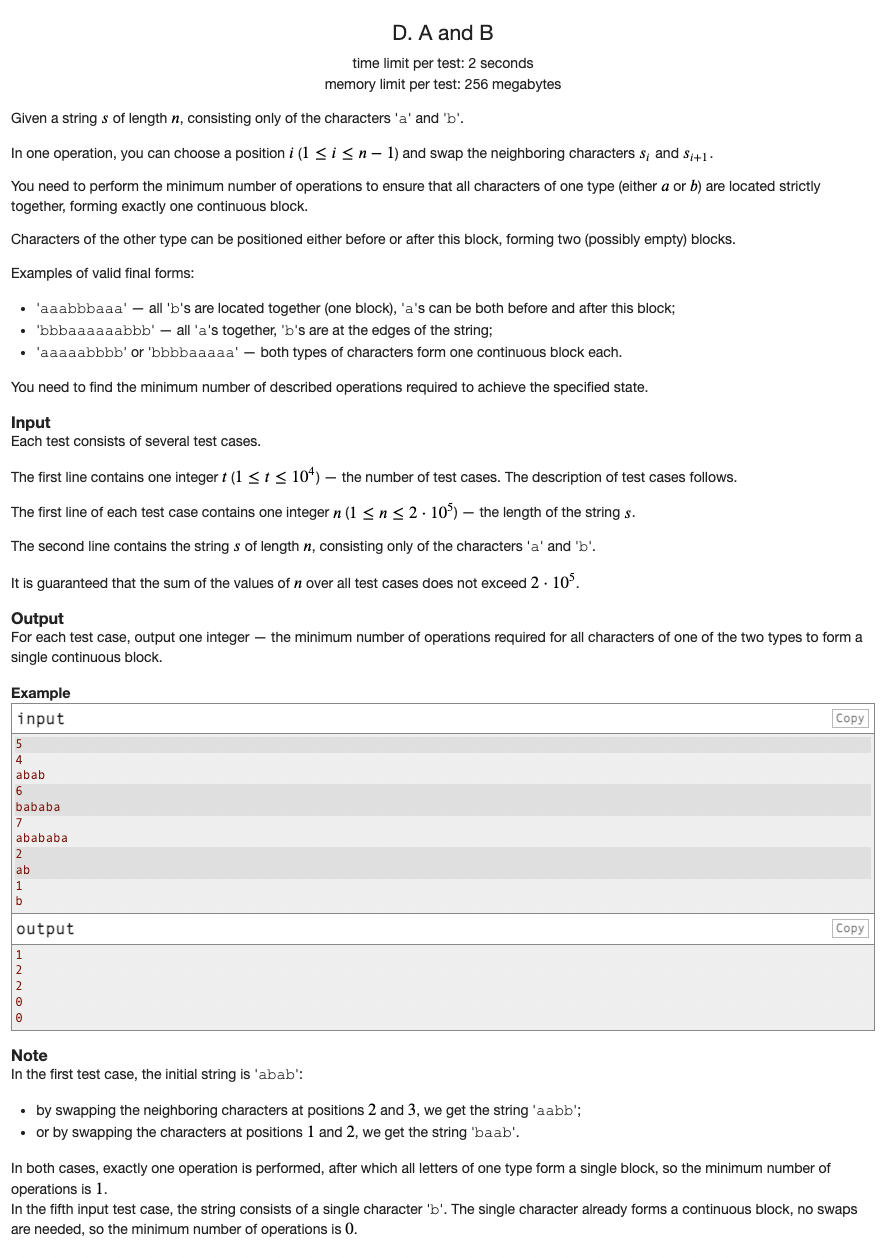 D. A and B
time limit per test: 2 seconds
memory limit per test: 256 megabytes
Given a string s of length n, consisting only of the characters 'a' and 'b'.
In one operation, you can choose a position i (1 ≤ i ≤ n − 1) and swap the neighboring characters s_i and s_{i+1}.
You need to perform the minimum number of operations to ensure that all characters of one type (either a or b) are located strictly
together, forming exactly one continuous block.
Characters of the other type can be positioned either before or after this block, forming two (possibly empty) blocks.
Examples of valid final forms:
• 'aaabbbaaa' — all 'b's are located together (one block), 'a's can be both before and after this block;
• 'bbbaaaaaabbb' — all 'a's together, 'b's are at the edges of the string;
• 'aaaaabbbb' or 'bbbbaaaaa' — both types of characters form one continuous block each.
You need to find the minimum number of described operations required to achieve the specified state.
Input
Each test consists of several test cases.
The first line contains one integer t (1 ≤ t ≤ 10^4) — the number of test cases. The description of test cases follows.
The first line of each test case contains one integer n (1 ≤ n ≤ 2 · 10^5) — the length of the string s.
The second line contains the string s of length n, consisting only of the characters 'a' and 'b'.
It is guaranteed that the sum of the values of n over all test cases does not exceed 2 · 10^5.
Output
For each test case, output one integer — the minimum number of operations required for all characters of one of the two types to form a
single continuous block.
Example
input Copy
5
4
abab
6
bababa
7
abababa
2
ab
1
b
output Copy
1
2
2
0
0
Note
In the first test case, the initial string is 'abab':
• by swapping the neighboring characters at positions 2 and 3, we get the string 'aabb';
• or by swapping the characters at positions 1 and 2, we get the string 'baab'.
In both cases, exactly one operation is performed, after which all letters of one type form a single block, so the minimum number of
operations is 1.
In the fifth input test case, the string consists of a single character 'b'. The single character already forms a continuous block, no swaps
are needed, so the minimum number of operations is 0.